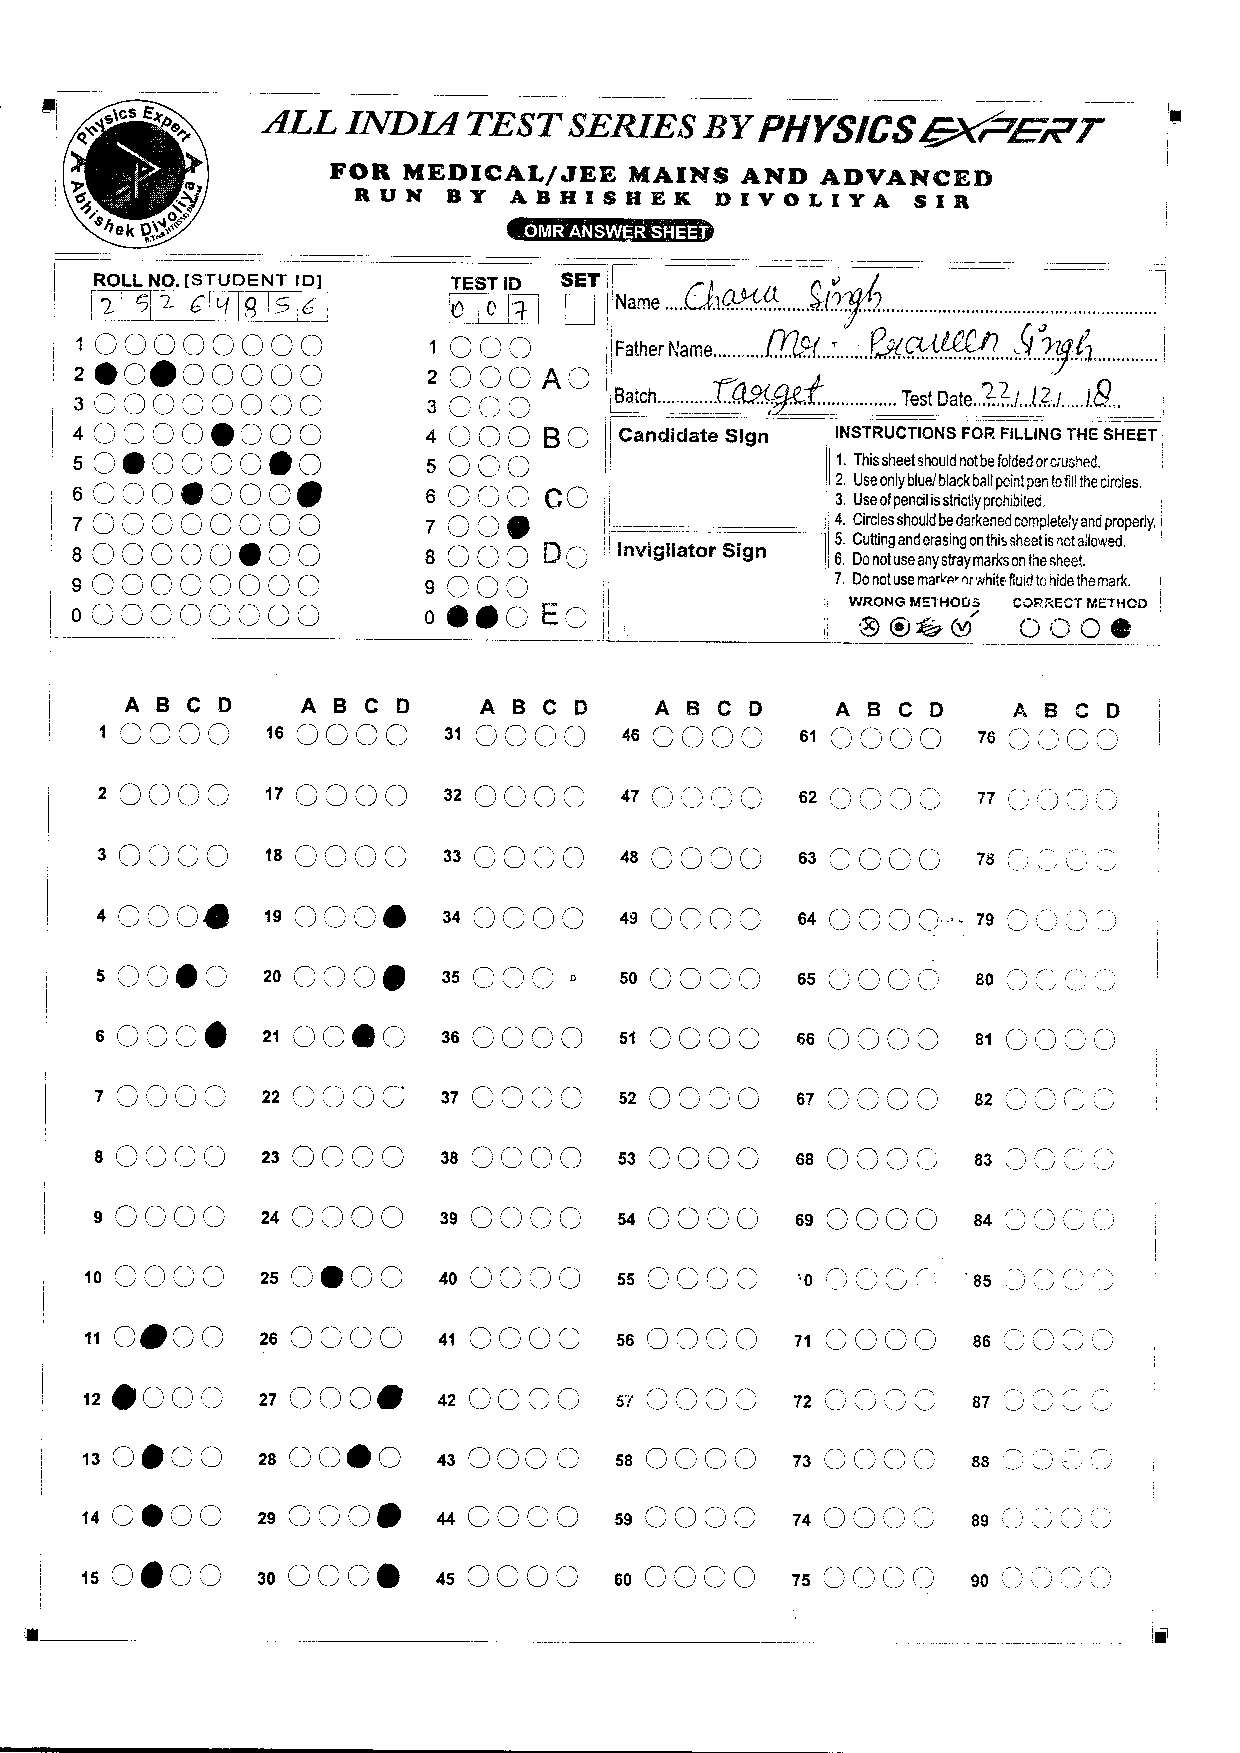 Physics Expert
Abhishek Divoliya
ALL INDIA TEST SERIES BY PHYSICS EXPERT
FOR MEDICAL/JEE MAINS AND ADVANCED
RUN BY ABHISHEK DIVOLIYA SIR
OMR ANSWER SHEET
ROLL NO. [STUDENT ID] TEST ID SET
2 5 2 6 4 8 5 6 0 0 7
Name .... Charu Singh
Father Name.......... Mr. Praveen Singh
Batch........... Target ................ Test Date.. 22/12/18
1 1
2 2 A
3 3
4 4 B
5 5
6 6 C
7 7
8 8 D
9 9
0 0 E
Candidate Sign
Invigilator Sign
INSTRUCTIONS FOR FILLING THE SHEET
1. This sheet should not be folded or crushed.
2. Use only blue/ black ball point pen to fill the circles.
3. Use of pencil is strictly prohibited.
4. Circles should be darkened completely and properly.
5. Cutting and erasing on this sheet is not allowed.
6. Do not use any stray marks on the sheet.
7. Do not use marker or white fluid to hide the mark.
WRONG METHODS CORRECT METHOD
A B C D A B C D A B C D A B C D A B C D A B C D
1 16 31 46 61 76
2 17 32 47 62 77
3 18 33 48 63 78
4 19 34 49 64 79
5 20 35 50 65 80
6 21 36 51 66 81
7 22 37 52 67 82
8 23 38 53 68 83
9 24 39 54 69 84
10 25 40 55 0 85
11 26 41 56 71 86
12 27 42 57 72 87
13 28 43 58 73 88
14 29 44 59 74 89
15 30 45 60 75 90